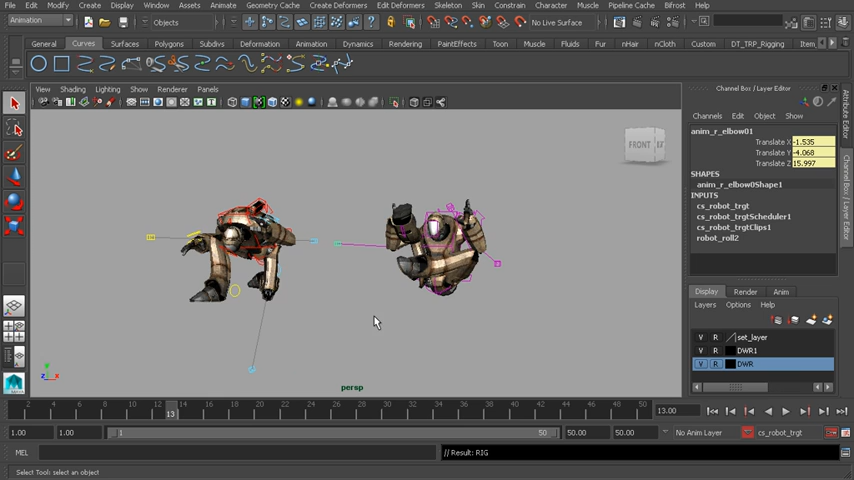 File Edit Modify Create Display Window Assets Animate Geometry Cache Create Deformers Edit Deformers Skeleton Skin Constrain Character Muscle Pipeline Cache Bifrost Help
Animation Objects No Live Surface
General Curves Surfaces Polygons Subdivs Deformation Animation Dynamics Rendering PaintEffects Toon Muscle Fluids Fur nHair nCloth Custom DT_TRP_Rigging Item_
View Shading Lighting Show Renderer Panels
Channel Box / Layer Editor
Channels Edit Object Show
anim_r_elbow01
Translate X -1.535
Translate Y -4.068
Translate Z 15.997
SHAPES
anim_r_elbow0Shape1
INPUTS
cs_robot_trgt
cs_robot_trgtScheduler1
cs_robot_trgtClips1
robot_roll2
Attribute Editor
Channel Box / Layer Editor
FRONT
persp
Display Render Anim
Layers Options Help
V set_layer
V R DWR1
V R DWR
2 4 6 8 10 12 13 14 16 18 20 22 24 26 28 30 32 34 36 38 40 42 44 46 48 50
13
13.00
1.00 1.00 1 50 50.00 50.00 No Anim Layer cs_robot_trgt
MEL // Result: RIG
Select Tool: select an object